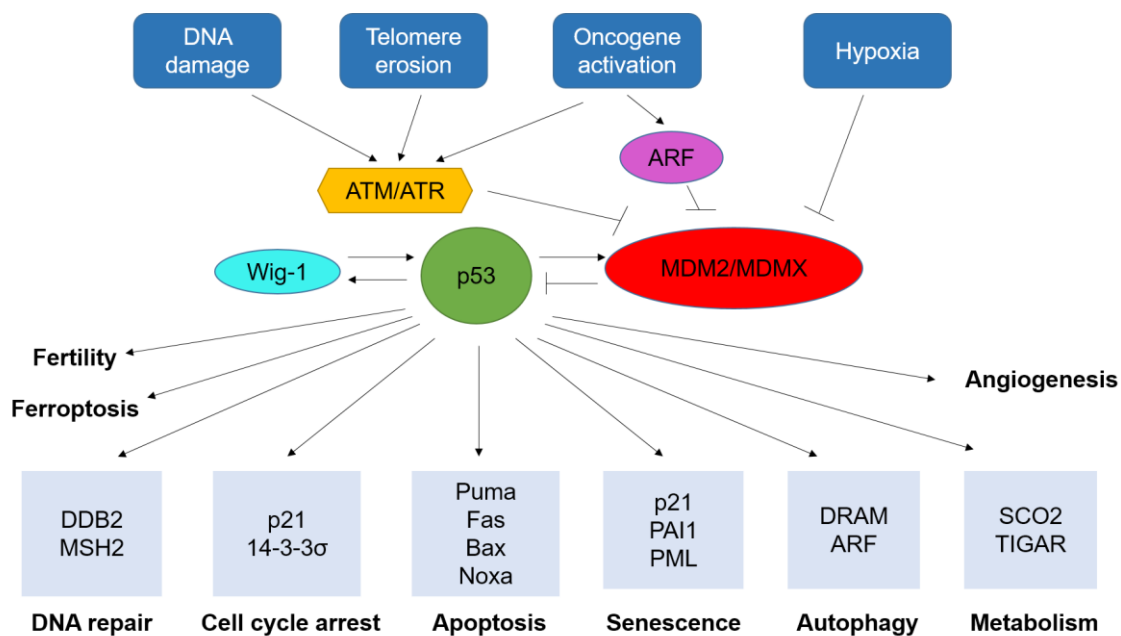 DNA
damage
Telomere
erosion
Oncogene
activation
Hypoxia
ARF
ATM/ATR
Wig-1
p53
MDM2/MDMX
Fertility
Ferroptosis
Angiogenesis
DDB2
MSH2
p21
14-3-3σ
Puma
Fas
Bax
Noxa
p21
PAI1
PML
DRAM
ARF
SCO2
TIGAR
DNA repair
Cell cycle arrest
Apoptosis
Senescence
Autophagy
Metabolism